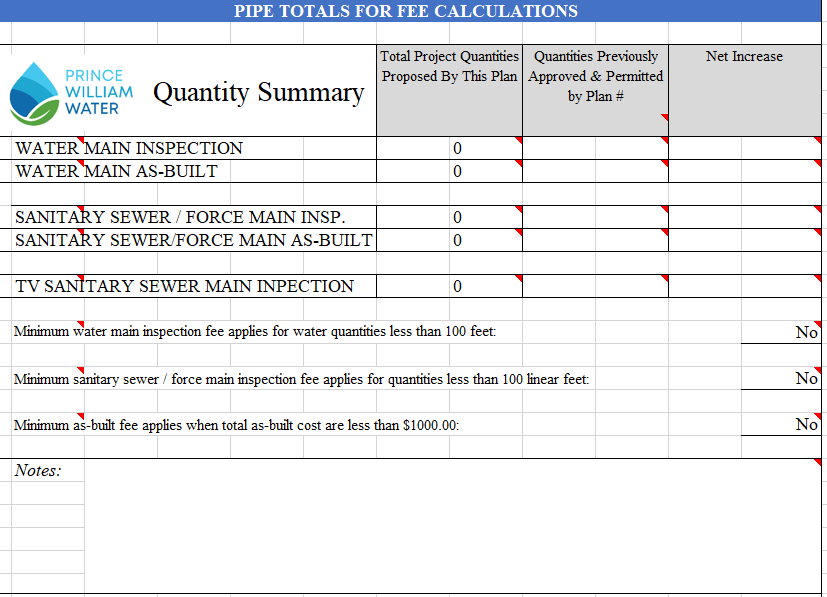 PIPE TOTALS FOR FEE CALCULATIONS
PRINCE
WILLIAM
WATER
Quantity Summary
Total Project Quantities
Proposed By This Plan
Quantities Previously
Approved & Permitted
by Plan #
Net Increase
WATER MAIN INSPECTION 0
WATER MAIN AS-BUILT 0
SANITARY SEWER / FORCE MAIN INSP. 0
SANITARY SEWER/FORCE MAIN AS-BUILT 0
TV SANITARY SEWER MAIN INPECTION 0
Minimum water main inspection fee applies for water quantities less than 100 feet: No
Minimum sanitary sewer / force main inspection fee applies for quantities less than 100 linear feet: No
Minimum as-built fee applies when total as-built cost are less than $1000.00: No
Notes: